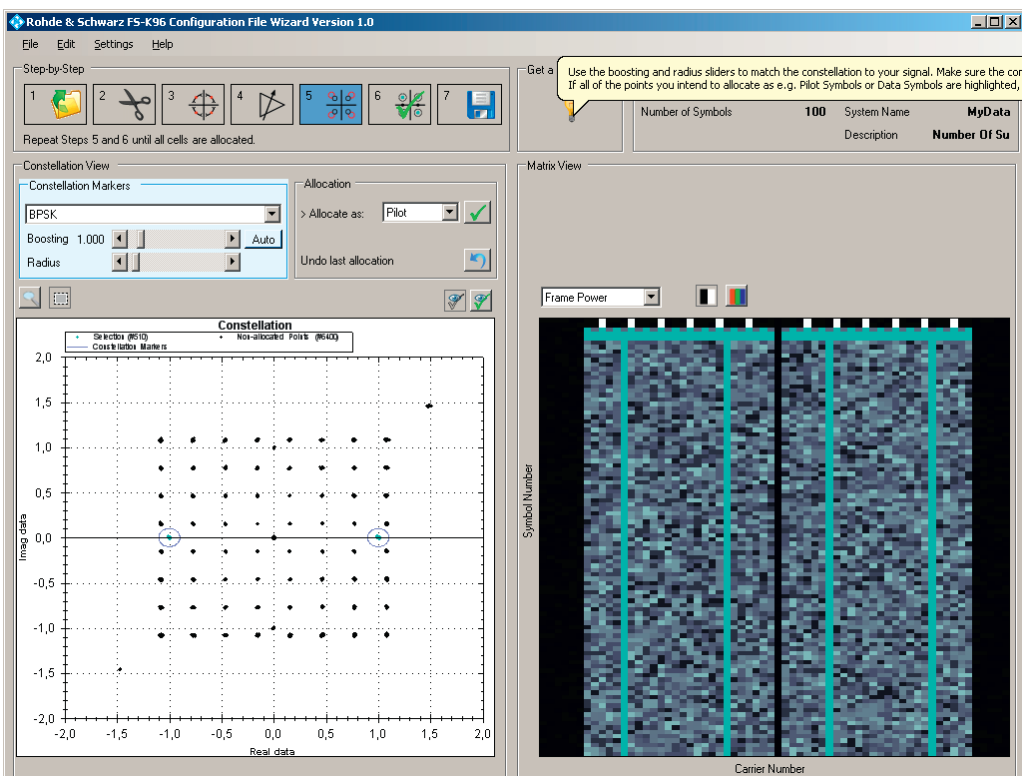 Rohde & Schwarz FS-K96 Configuration File Wizard Version 1.0
File Edit Settings Help
Step-by-Step
1 2 3 4 5 6 7
Repeat Steps 5 and 6 until all cells are allocated.
Get a
Use the boosting and radius sliders to match the constellation to your signal. Make sure the con
If all of the points you intend to allocate as e.g. Pilot Symbols or Data Symbols are highlighted,
Number of Symbols 100 System Name MyData
Description Number Of Su
Constellation View
Constellation Markers
BPSK
Boosting 1.000 Auto
Radius
Allocation
> Allocate as: Pilot
Undo last allocation
Constellation
Selection (#510) Non-allocated Points (#6400)
Constellation Markers
2,0
1,5
1,0
0,5
0,0
-0,5
-1,0
-1,5
-2,0
Imag data
-2,0 -1,5 -1,0 -0,5 0,0 0,5 1,0 1,5 2,0
Real data
Matrix View
Frame Power
Symbol Number
Carrier Number